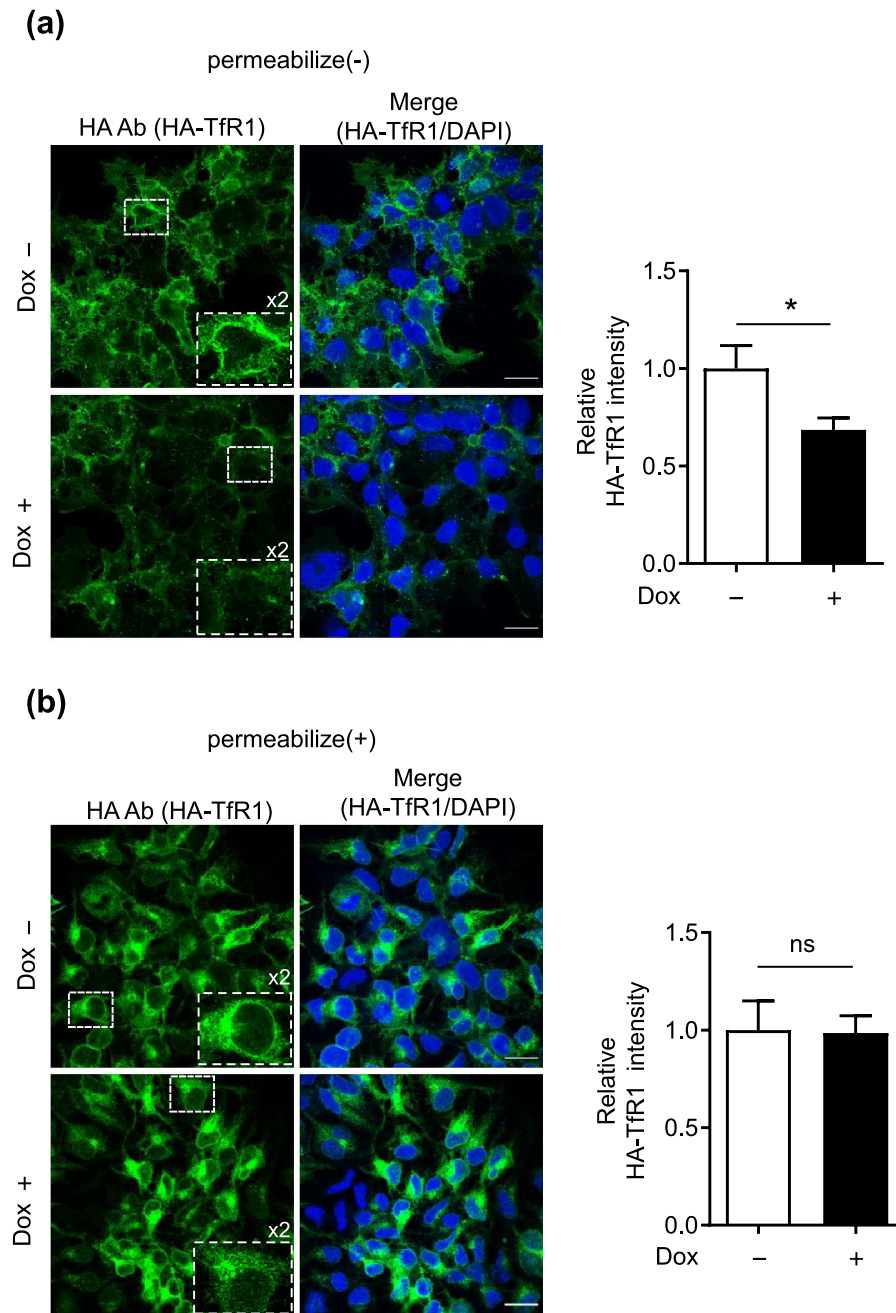 (a)
permeabilize(-)
HA Ab (HA-TfR1)
Merge
(HA-TfR1/DAPI)
Dox −
x2
Dox +
x2
Relative
HA-TfR1 intensity
1.5
1.0
0.5
0.0
*
Dox
−
+
(b)
permeabilize(+)
HA Ab (HA-TfR1)
Merge
(HA-TfR1/DAPI)
Dox −
x2
Dox +
x2
Relative
HA-TfR1 intensity
1.5
1.0
0.5
0.0
ns
Dox
−
+